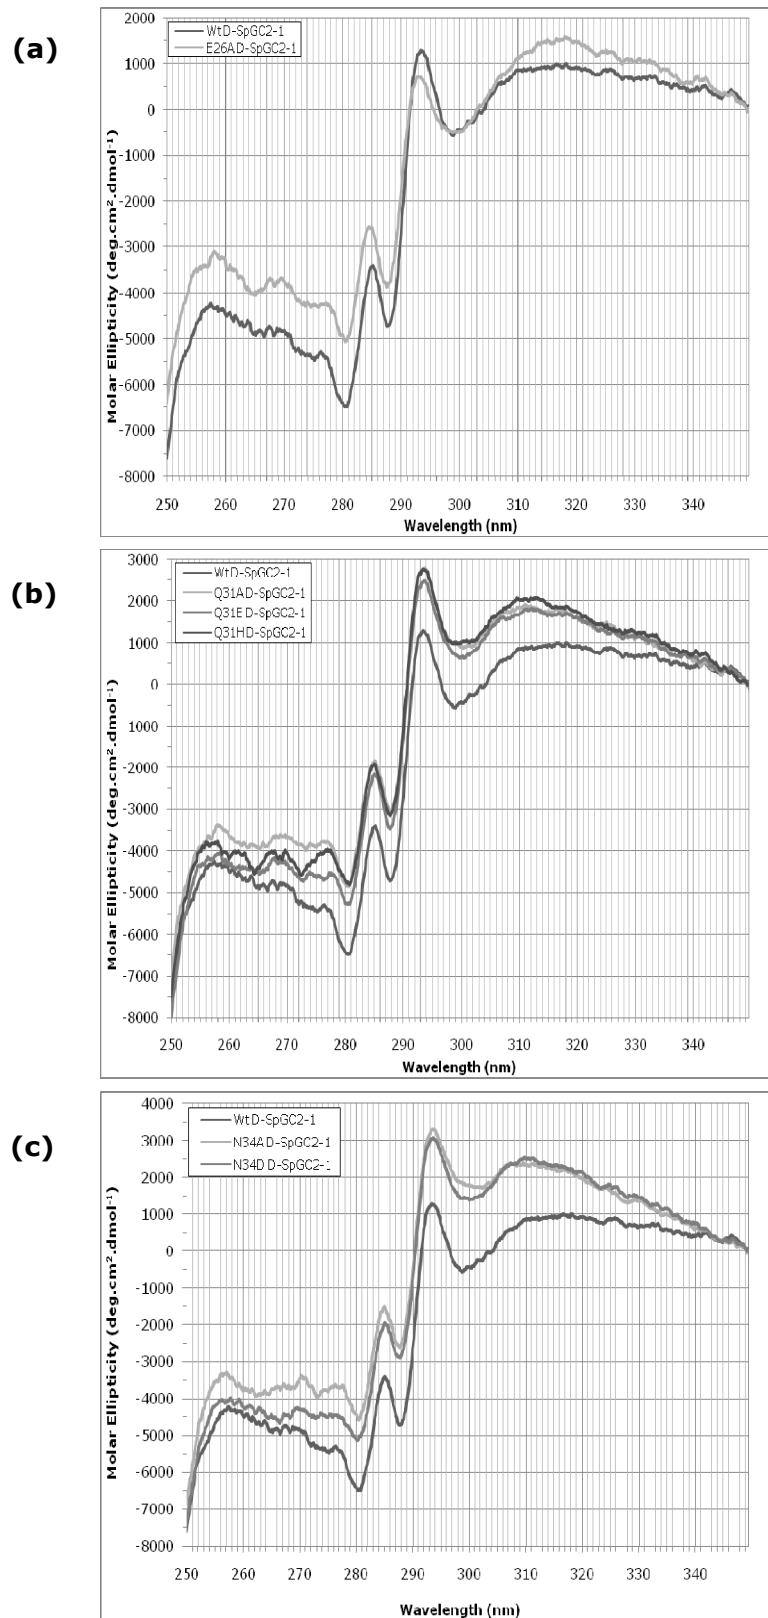 (a)
WtD-SpGC2-1
E26AD-SpGC2-1
Molar Ellipticity (deg.cm².dmol⁻¹)
2000
1000
0
-1000
-2000
-3000
-4000
-5000
-6000
-7000
-8000
250 260 270 280 290 300 310 320 330 340
Wavelength (nm)
(b)
WtD-SpGC2-1
Q31AD-SpGC2-1
Q31ED-SpGC2-1
Q31HD-SpGC2-1
Molar Ellipticity (deg.cm².dmol⁻¹)
3000
2000
1000
0
-1000
-2000
-3000
-4000
-5000
-6000
-7000
-8000
250 260 270 280 290 300 310 320 330 340
Wavelength (nm)
(c)
WtD-SpGC2-1
N34AD-SpGC2-1
N34DD-SpGC2-1
Molar Ellipticity (deg.cm².dmol⁻¹)
4000
3000
2000
1000
0
-1000
-2000
-3000
-4000
-5000
-6000
-7000
-8000
250 260 270 280 290 300 310 320 330 340
Wavelength (nm)